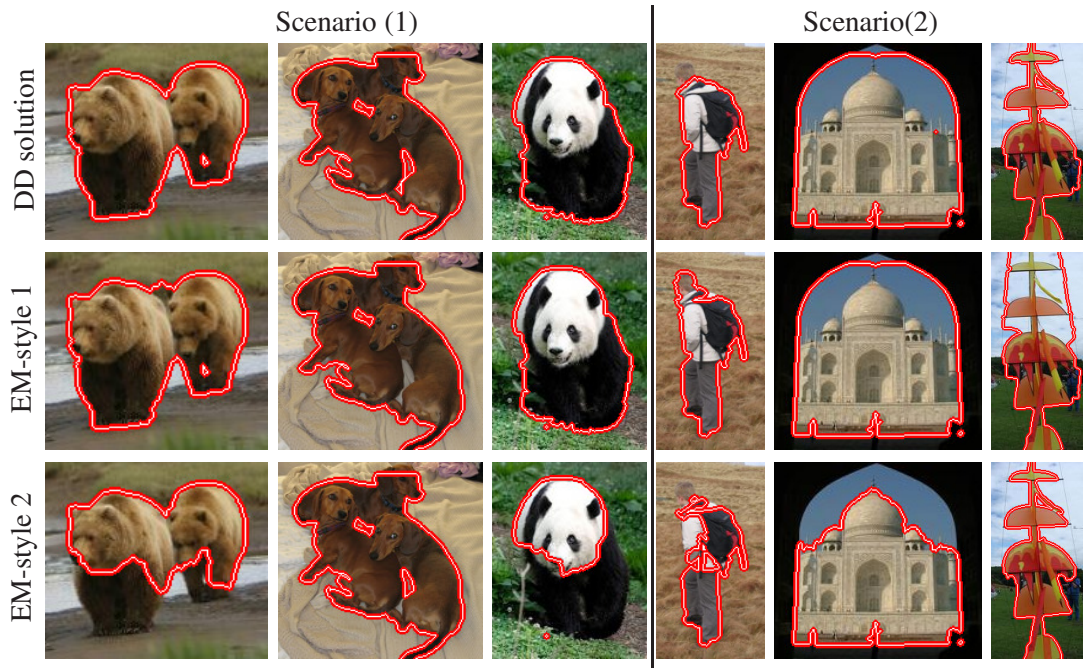 Scenario (1)
Scenario(2)
DD solution
EM-style 1
EM-style 2